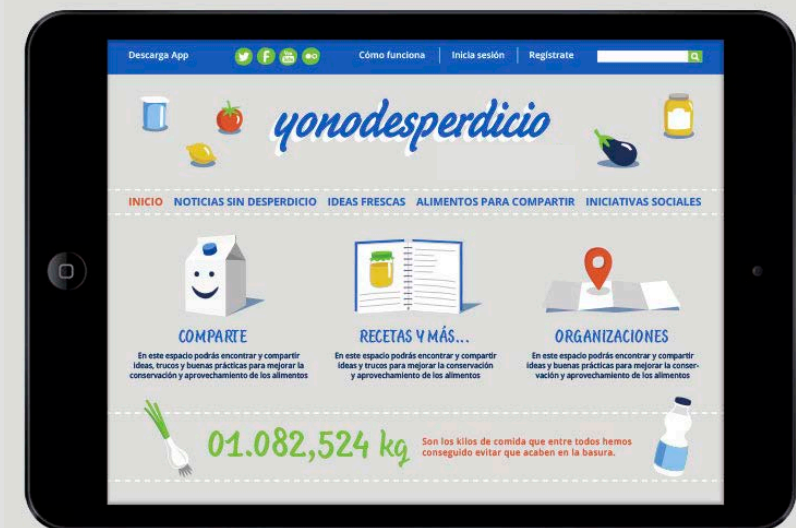 Descarga App
Cómo funciona
Inicia sesión
Regístrate
yonodesperdicio
INICIO NOTICIAS SIN DESPERDICIO IDEAS FRESCAS ALIMENTOS PARA COMPARTIR INICIATIVAS SOCIALES
COMPARTE
En este espacio podrás encontrar y compartir
ideas, trucos y buenas prácticas para mejorar la
conservación y aprovechamiento de los alimentos
RECETAS Y MÁS...
En este espacio podrás encontrar y compartir
ideas y trucos para mejorar la conservación
y aprovechamiento de los alimentos
ORGANIZACIONES
En este espacio podrás encontrar y compartir
ideas y buenas prácticas para mejorar la conser-
vación y aprovechamiento de los alimentos
01.082,524 kg
Son los kilos de comida que entre todos hemos
conseguido evitar que acaben en la basura.